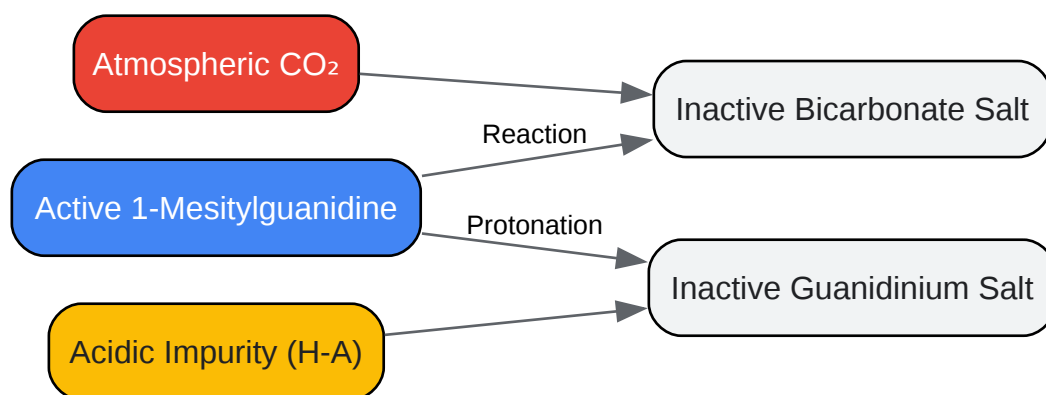 Atmospheric CO₂
Inactive Bicarbonate Salt
Reaction
Active 1-Mesitylguanidine
Protonation
Inactive Guanidinium Salt
Acidic Impurity (H-A)